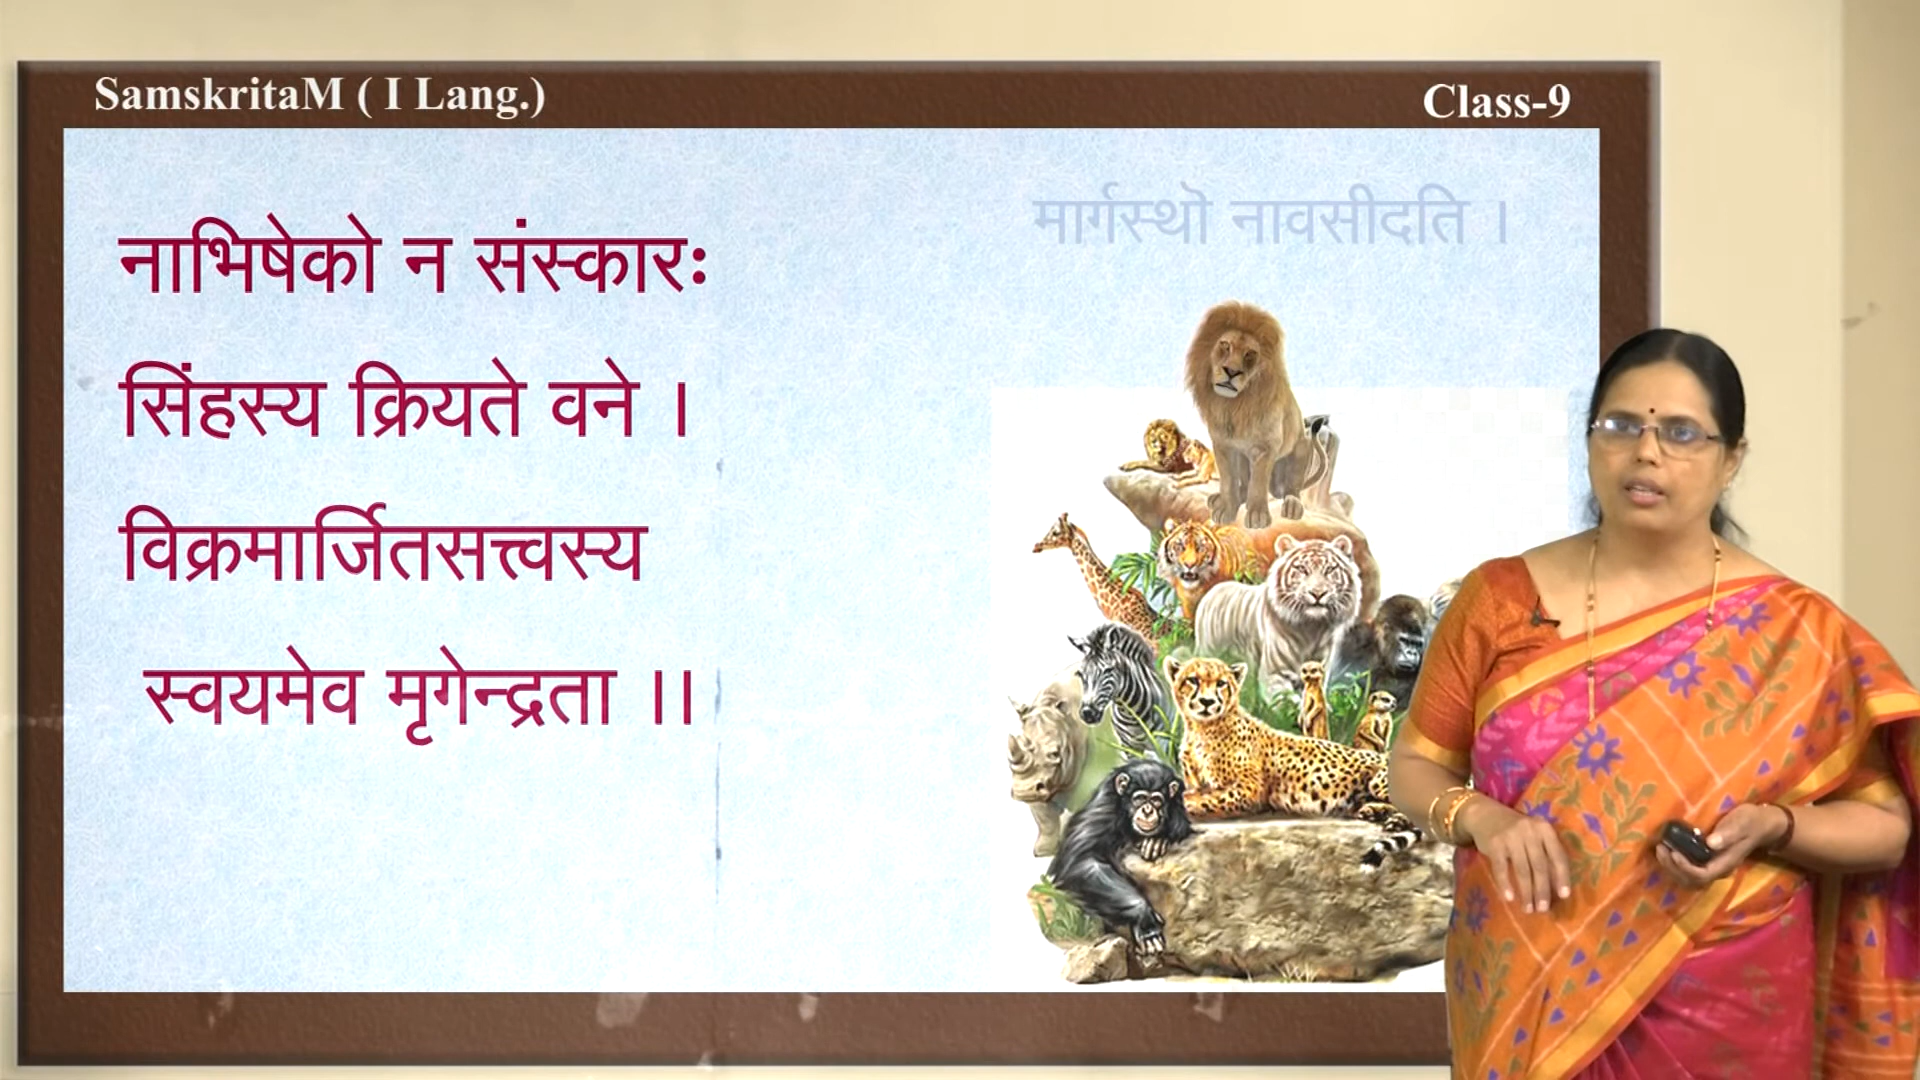 SamskritaM ( I Lang.)
Class-9
मार्गस्थॊ नावसीदति ।
नाभिषेको न संस्कारः
सिंहस्य क्रियते वने ।
विक्रमार्जितसत्त्वस्य
स्वयमेव मृगेन्द्रता ।।